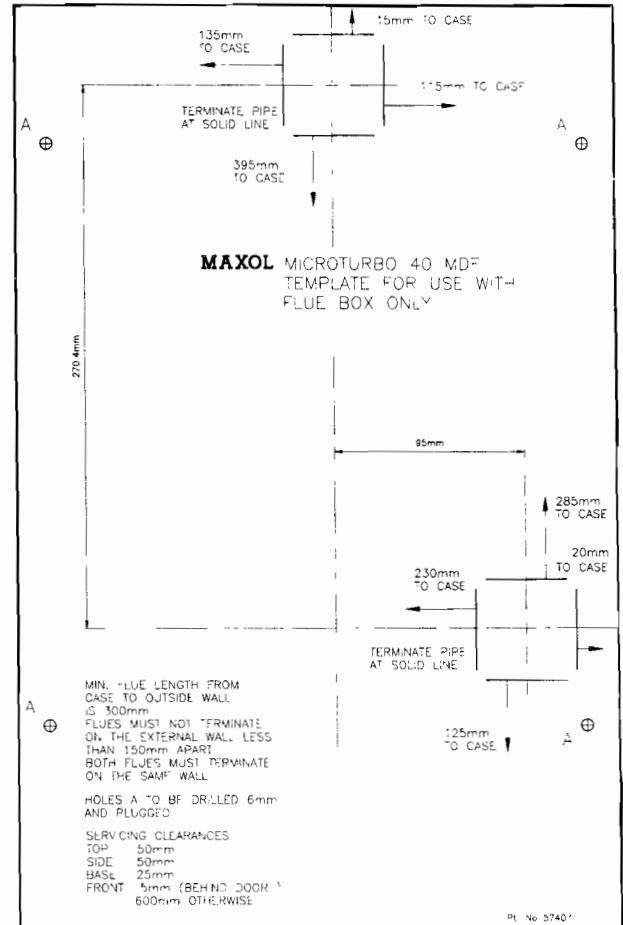 15mm TO CASE
135mm
TO CASE
115mm TO CASE
TERMINATE PIPE
AT SOLID LINE
A
A
395mm
TO CASE
MAXOL MICROTURBO 40 MDF
TEMPLATE FOR USE WITH
FLUE BOX ONLY
270.4mm
95mm
285mm
TO CASE
20mm
TO CASE
230mm
TO CASE
TERMINATE PIPE
AT SOLID LINE
125mm
TO CASE
A
A
MIN. FLUE LENGTH FROM
CASE TO OUTSIDE WALL
IS 300mm
FLUES MUST NOT TERMINATE
ON THE EXTERNAL WALL LESS
THAN 150mm APART
BOTH FLUES MUST TERMINATE
ON THE SAME WALL
HOLES A TO BE DRILLED 6mm
AND PLUGGED
SERVICING CLEARANCES
TOP 50mm
SIDE 50mm
BASE 25mm
FRONT 5mm (BEHIND DOOR)
600mm OTHERWISE
Pt. No 5740